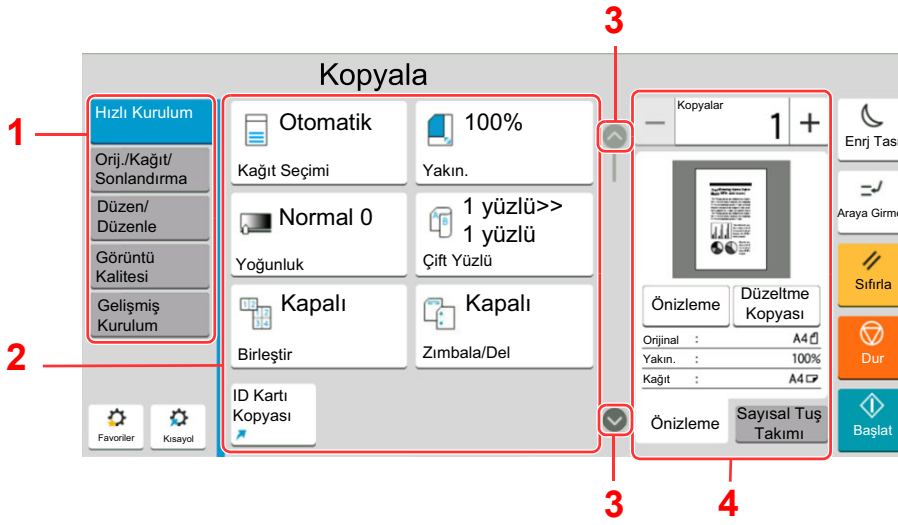 3
Kopyala
1
Hızlı Kurulum
Orij./Kağıt/
Sonlandırma
Düzen/
Düzenle
Görüntü
Kalitesi
Gelişmiş
Kurulum
Favoriler
Kısayol
2
Otomatik
Kağıt Seçimi
100%
Yakın.
Normal 0
Yoğunluk
1 yüzlü>>
1 yüzlü
Çift Yüzlü
Kapalı
Birleştir
Kapalı
Zımbala/Del
ID Kartı
Kopyası
3
Kopyalar
1
Önizleme
Düzeltme
Kopyası
Orijinal : A4
Yakın. : 100%
Kağıt : A4
Önizleme
Sayısal Tuş
Takımı
4
Enrj Tas
Araya Girme
Sıfırla
Dur
Başlat